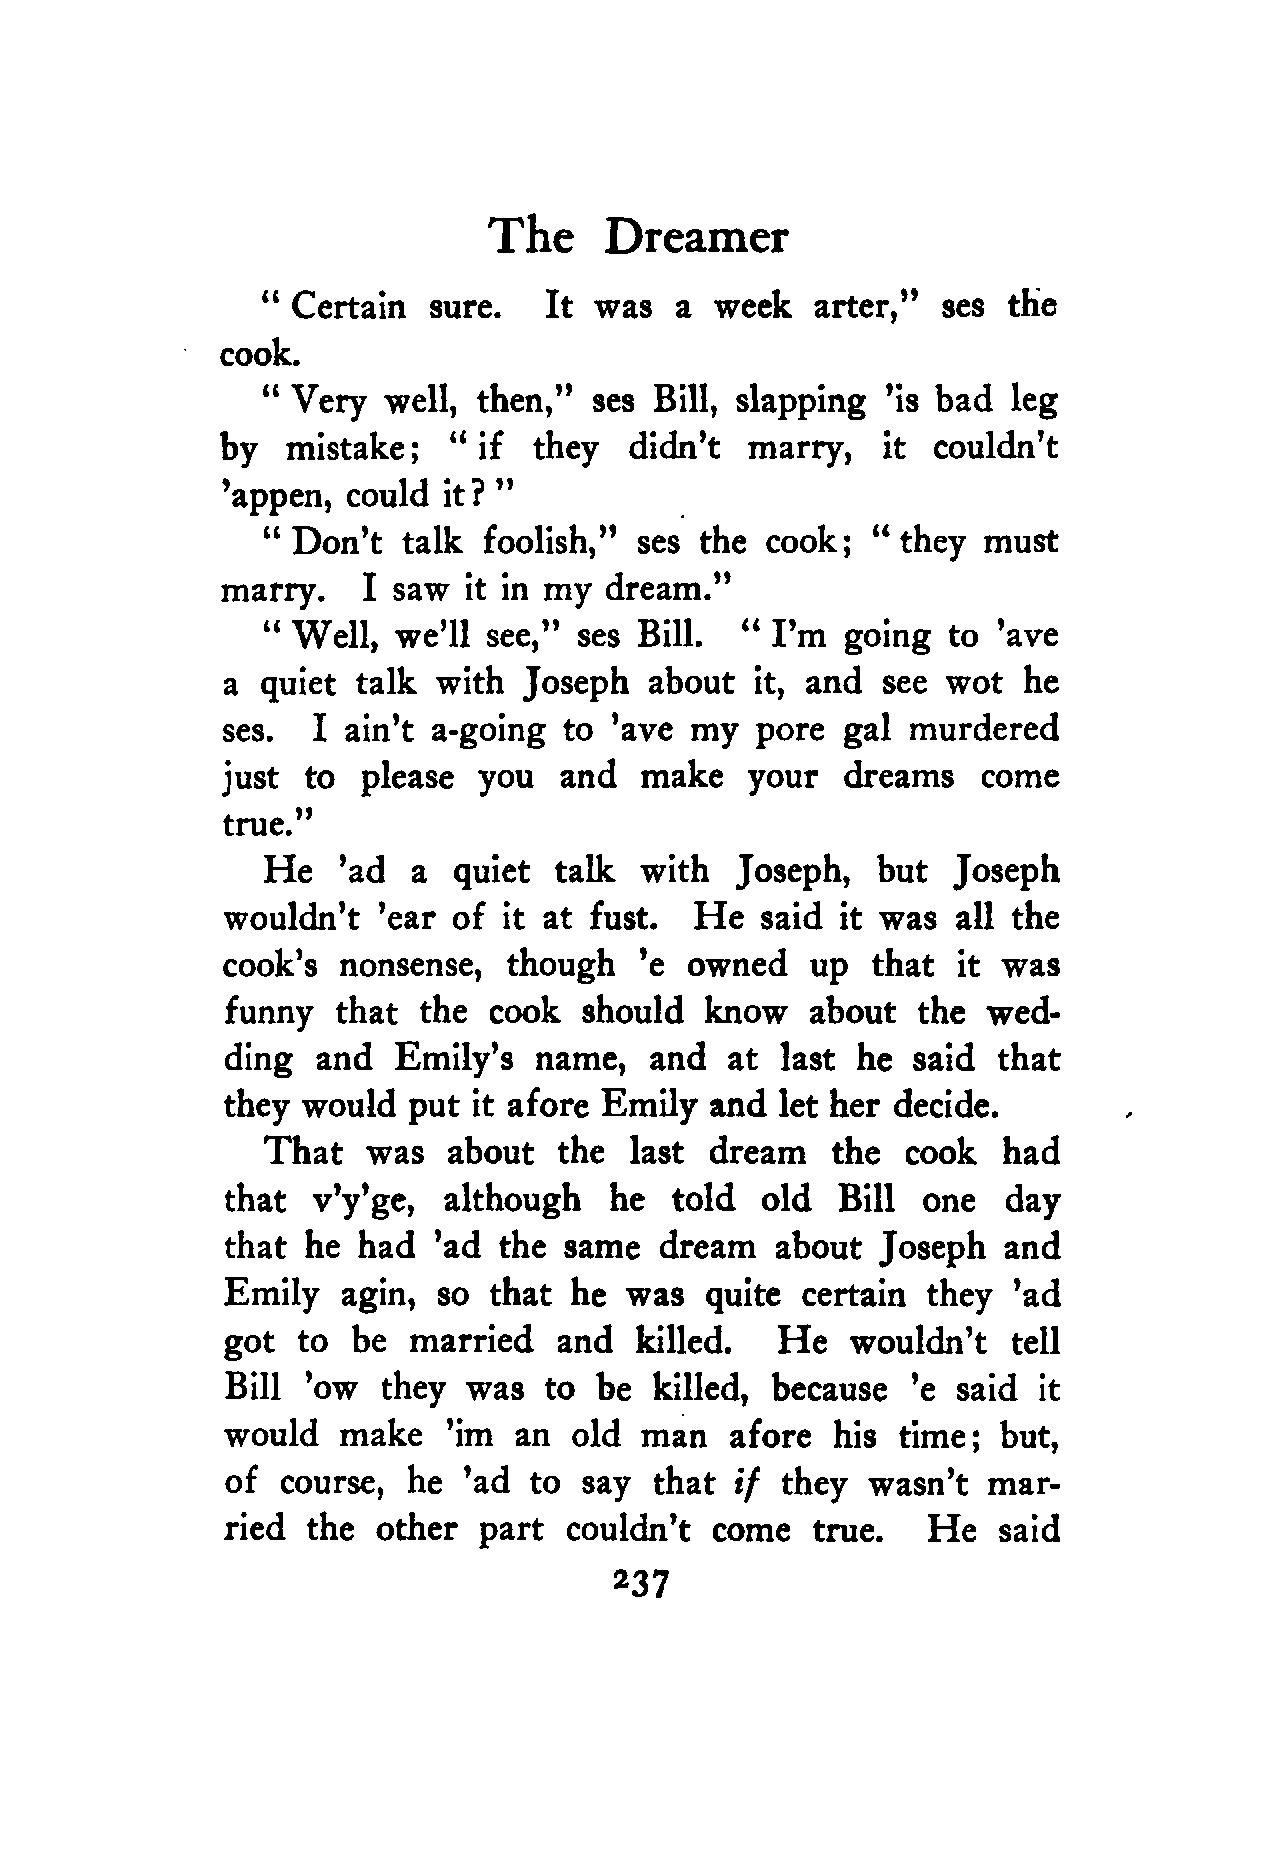 The Dreamer
“ Certain sure. It was a week arter,” ses the
cook.
“ Very well, then,” ses Bill, slapping ’is bad leg
by mistake; “ if they didn’t marry, it couldn’t
’appen, could it? ”
“ Don’t talk foolish,” ses the cook; “ they must
marry. I saw it in my dream.”
“ Well, we’ll see,” ses Bill. “ I’m going to ’ave
a quiet talk with Joseph about it, and see wot he
ses. I ain’t a-going to ’ave my pore gal murdered
just to please you and make your dreams come
true.”
He ’ad a quiet talk with Joseph, but Joseph
wouldn’t ’ear of it at fust. He said it was all the
cook’s nonsense, though ’e owned up that it was
funny that the cook should know about the wed-
ding and Emily’s name, and at last he said that
they would put it afore Emily and let her decide.
That was about the last dream the cook had
that v’y’ge, although he told old Bill one day
that he had ’ad the same dream about Joseph and
Emily agin, so that he was quite certain they ’ad
got to be married and killed. He wouldn’t tell
Bill ’ow they was to be killed, because ’e said it
would make ’im an old man afore his time; but,
of course, he ’ad to say that if they wasn’t mar-
ried the other part couldn’t come true. He said
237